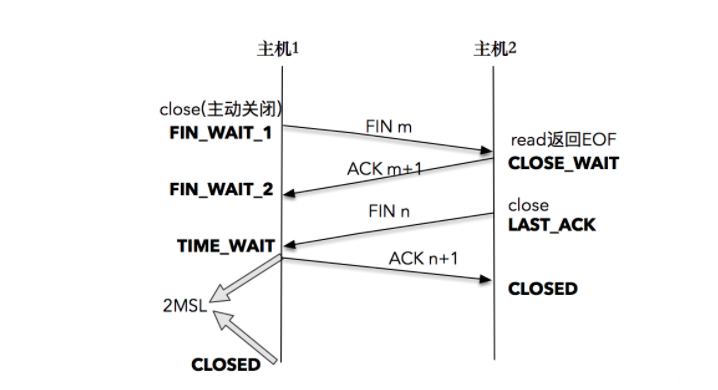 主机1
主机2
close(主动关闭)
FIN_WAIT_1
FIN m
read返回EOF
CLOSE_WAIT
ACK m+1
FIN_WAIT_2
FIN n
close
LAST_ACK
TIME_WAIT
ACK n+1
CLOSED
2MSL
CLOSED